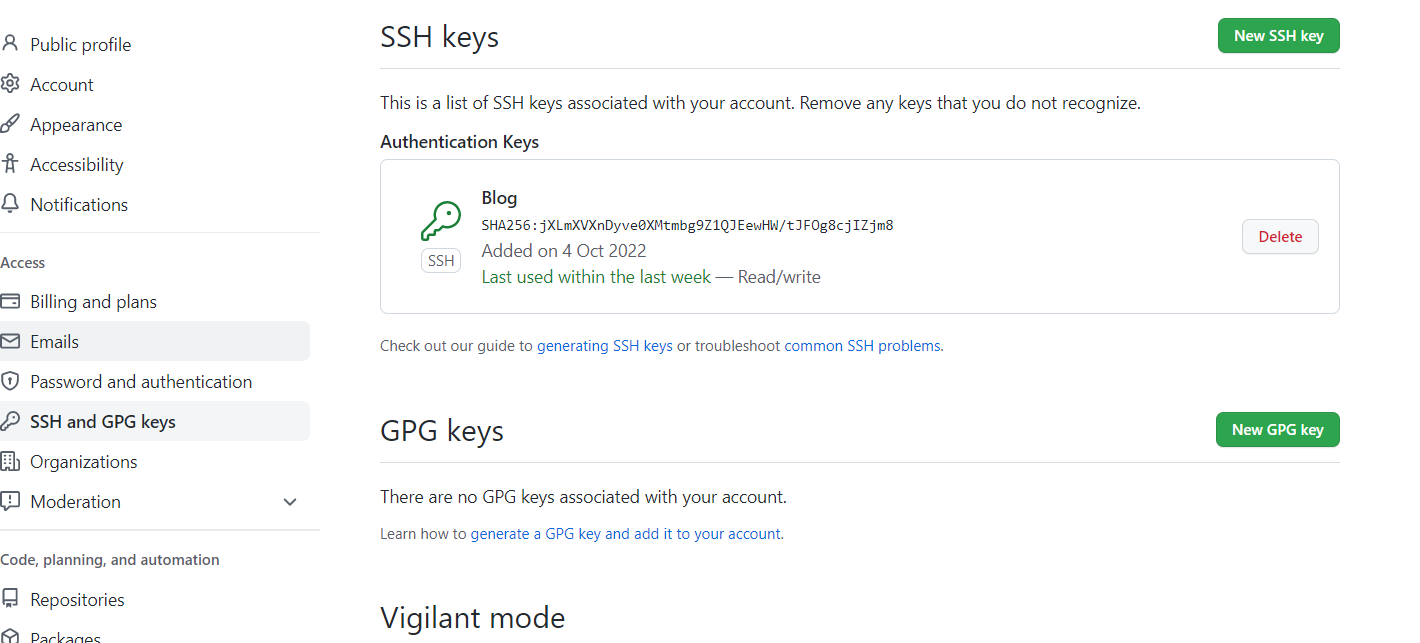 Public profile
Account
Appearance
Accessibility
Notifications
Access
Billing and plans
Emails
Password and authentication
SSH and GPG keys
Organizations
Moderation
Code, planning, and automation
Repositories
Packages
SSH keys
New SSH key
This is a list of SSH keys associated with your account. Remove any keys that you do not recognize.
Authentication Keys
Blog
SHA256:jXLmXVXnDyve0XMtmbg9Z1QJEewHW/tJFOg8cjIZjm8
SSH
Added on 4 Oct 2022
Last used within the last week — Read/write
Delete
Check out our guide to generating SSH keys or troubleshoot common SSH problems.
GPG keys
New GPG key
There are no GPG keys associated with your account.
Learn how to generate a GPG key and add it to your account.
Vigilant mode